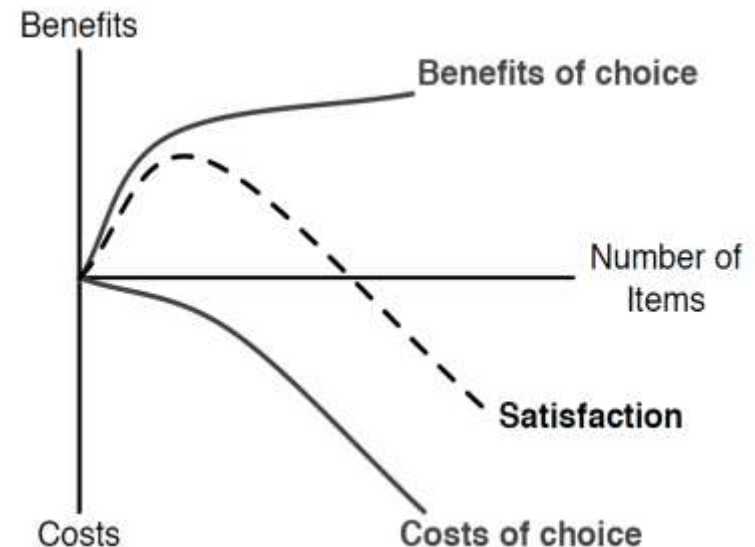 Benefits
Benefits of choice
Number of
Items
Satisfaction
Costs
Costs of choice